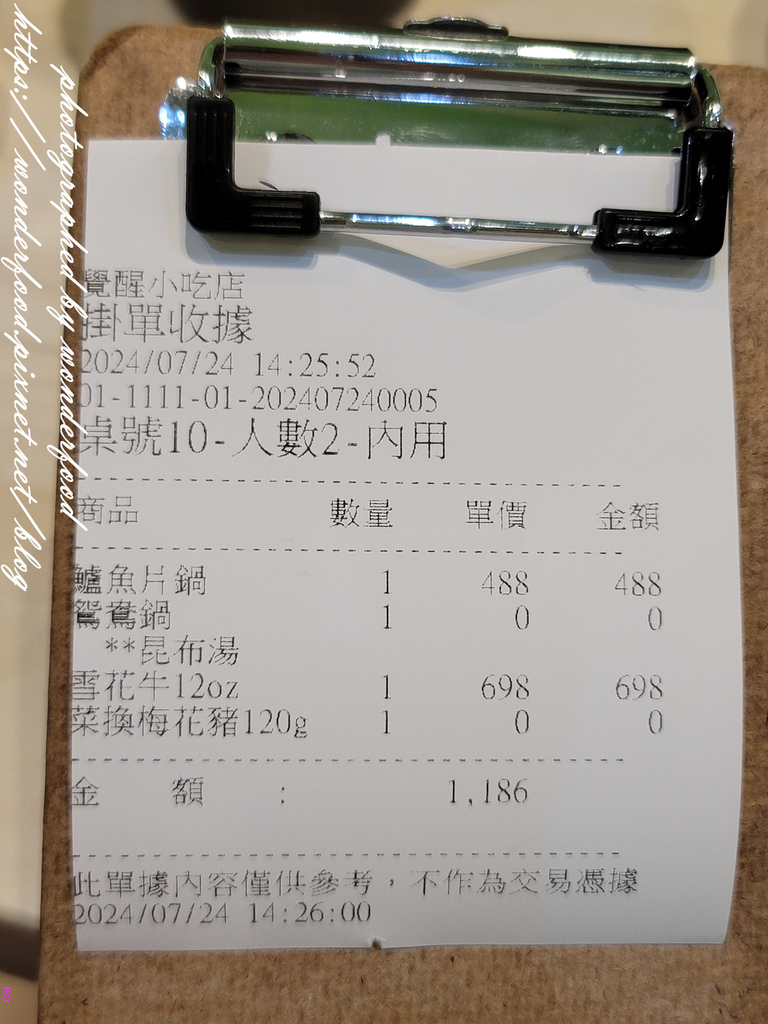 覺醒小吃店
掛單收據
2024/07/24 14:25:52
01-1111-01-202407240005
桌號10-人數2-內用
商品 數量 單價 金額
鱸魚片鍋 1 488 488
鴛鴦鍋 1 0 0
**昆布湯
雪花牛12oz 1 698 698
菜換梅花豬120g 1 0 0
金 額 : 1,186
此單據內容僅供參考，不作為交易憑據
2024/07/24 14:26:00
photographed by wonderfood
https://wonderfood.pixnet.net/blog